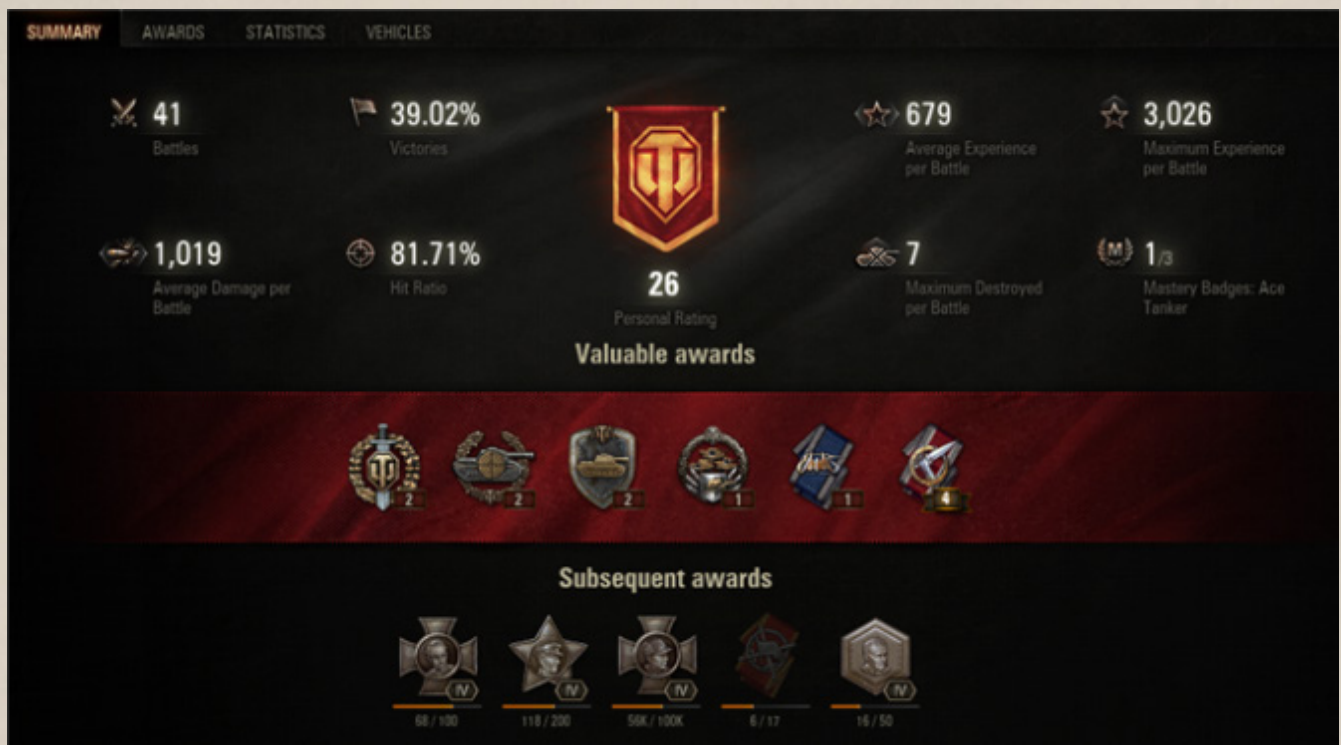 SUMMARY AWARDS STATISTICS VEHICLES
41 39.02% 679 3,026
Battles Victories Average Experience Maximum Experience
per Battle per Battle
1,019 81.71% 7 1/3
Average Damage per Hit Ratio 26 Maximum Destroyed Mastery Badges: Ace
Battle Personal Rating per Battle Tanker
Valuable awards
2 2 2 1 1 4
Subsequent awards
IV IV IV IV
68 / 100 118 / 200 56K / 100K 6 / 17 16 / 50